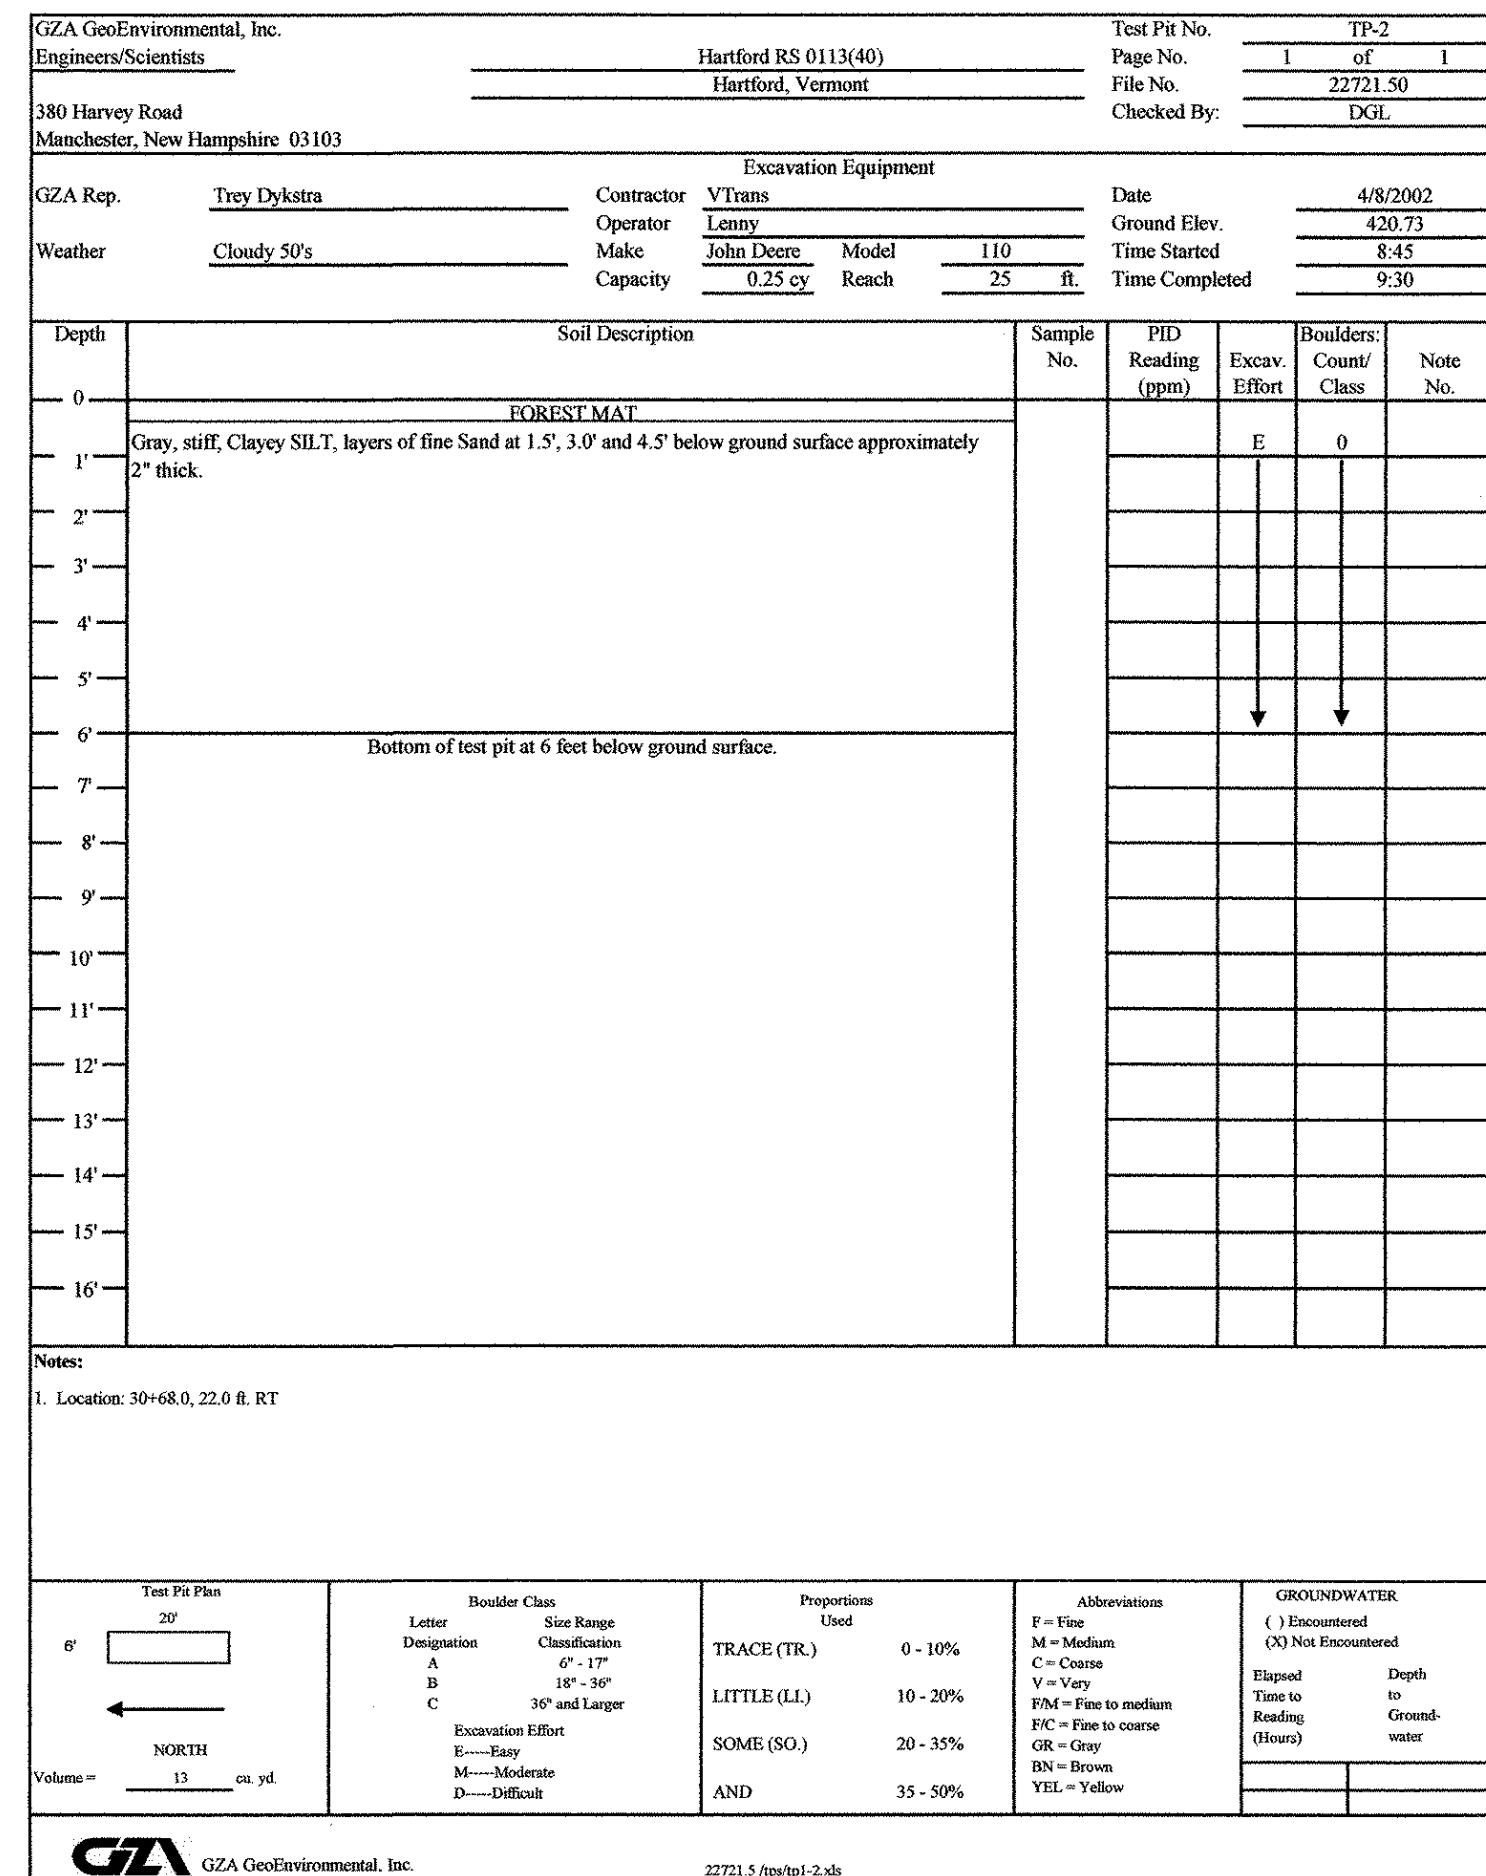 GZA GeoEnvironmental, Inc.
Engineers/Scientists
380 Harvey Road
Manchester, New Hampshire 03103
Hartford RS 0113(40)
Hartford, Vermont
Test Pit No. TP-2
Page No. 1 of 1
File No. 22721.50
Checked By: DGL
Excavation Equipment
GZA Rep. Trey Dykstra
Weather Cloudy 50's
Contractor VTrans
Operator Lenny
Make John Deere Model 110
Capacity 0.25 cy Reach 25 ft.
Date 4/8/2002
Ground Elev. 420.73
Time Started 8:45
Time Completed 9:30
Depth
Soil Description
Sample No.
PID Reading (ppm)
Excav. Effort
Boulders: Count/ Class
Note No.
0
FOREST MAT
Gray, stiff, Clayey SILT, layers of fine Sand at 1.5', 3.0' and 4.5' below ground surface approximately
E 0
1'
2" thick.
2'
3'
4'
5'
6'
Bottom of test pit at 6 feet below ground surface.
7'
8'
9'
10'
11'
12'
13'
14'
15'
16'
Notes:
1. Location: 30+68.0, 22.0 ft. RT
Test Pit Plan
20'
6'
NORTH
Volume = 13 cu. yd.
Boulder Class
Letter Size Range
Designation Classification
A 6" - 17"
B 18" - 36"
C 36" and Larger
Excavation Effort
E-----Easy
M-----Moderate
D-----Difficult
Proportions
Used
TRACE (TR.) 0 - 10%
LITTLE (LI.) 10 - 20%
SOME (SO.) 20 - 35%
AND 35 - 50%
Abbreviations
F = Fine
M = Medium
C = Coarse
V = Very
F/M = Fine to medium
F/C = Fine to coarse
GR = Gray
BN = Brown
YEL = Yellow
GROUNDWATER
( ) Encountered
(X) Not Encountered
Elapsed Depth
Time to to
Reading Ground-
(Hours) water
GZA GZA GeoEnvironmental, Inc.
22721.5 /tps/tp1-2.xls